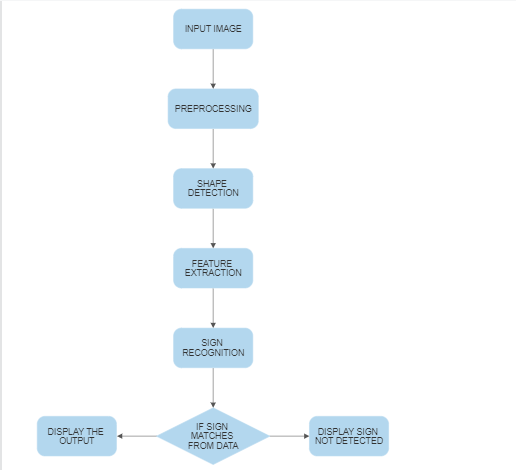 INPUT IMAGE
PREPROCESSING
SHAPE
DETECTION
FEATURE
EXTRACTION
SIGN
RECOGNITION
IF SIGN
MATCHES
FROM DATA
DISPLAY THE
OUTPUT
DISPLAY SIGN
NOT DETECTED